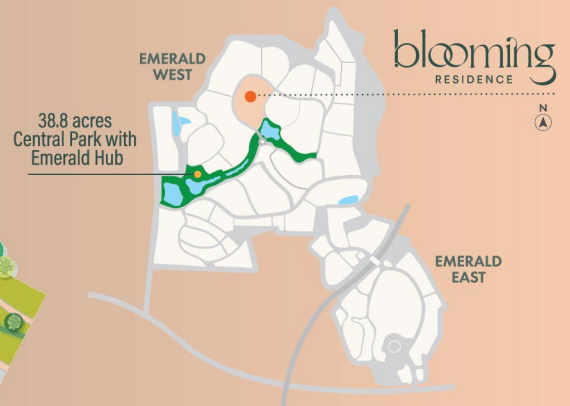 blooming
RESIDENCE
EMERALD
WEST
N
38.8 acres
Central Park with
Emerald Hub
EMERALD
EAST